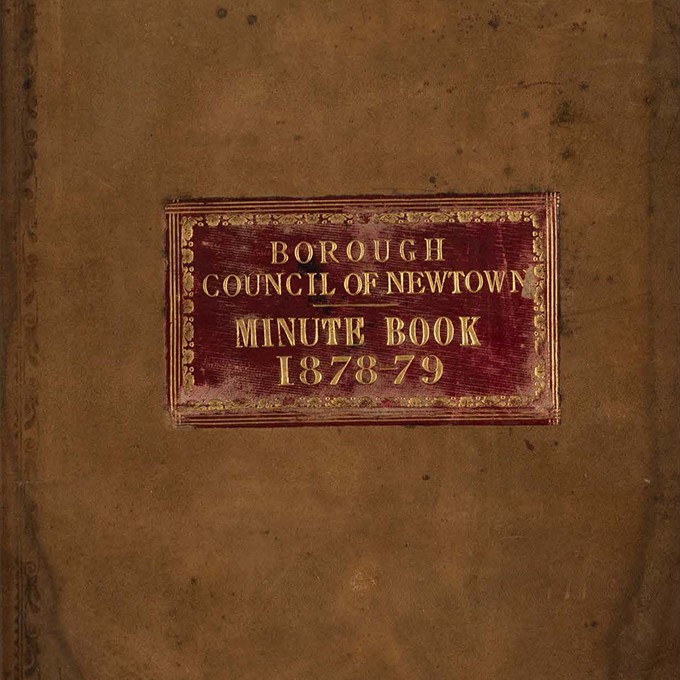 BOROUGH
COUNCIL OF NEWTOWN
MINUTE BOOK
1878-79